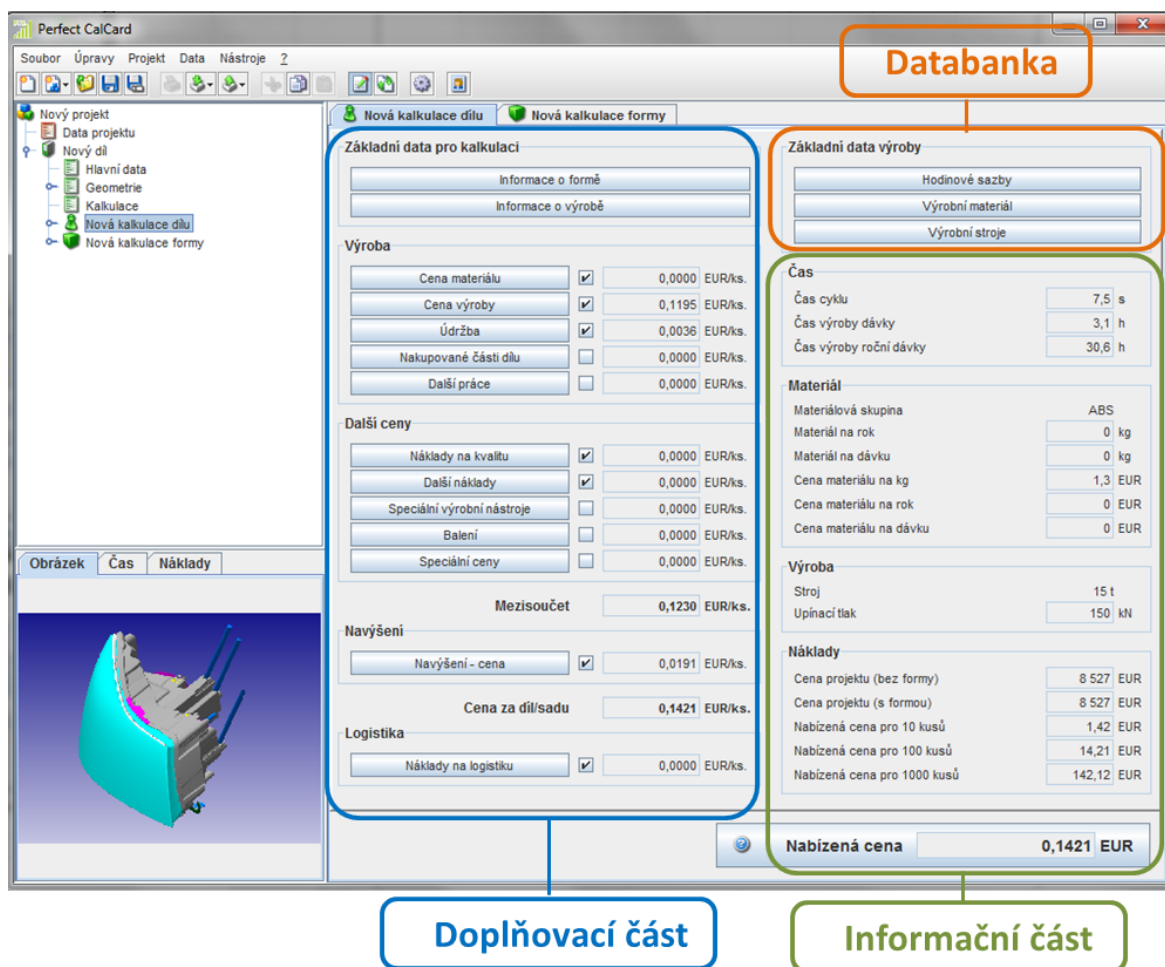 Perfect CalCard
Databanka
Soubor Úpravy Projekt Data Nástroje ?
Nový projekt
Data projektu
Nový díl
Hlavní data
Geometrie
Kalkulace
Nová kalkulace dílu
Nová kalkulace formy
Nová kalkulace dílu Nová kalkulace formy
Základní data pro kalkulaci
Informace o formě
Informace o výrobě
Výroba
Cena materiálu 0,0000 EUR/ks.
Cena výroby 0,1195 EUR/ks.
Údržba 0,0036 EUR/ks.
Nakupované části dílu 0,0000 EUR/ks.
Další práce 0,0000 EUR/ks.
Další ceny
Náklady na kvalitu 0,0000 EUR/ks.
Další náklady 0,0000 EUR/ks.
Speciální výrobní nástroje 0,0000 EUR/ks.
Balení 0,0000 EUR/ks.
Speciální ceny 0,0000 EUR/ks.
Mezisoučet 0,1230 EUR/ks.
Navýšení
Navýšení - cena 0,0191 EUR/ks.
Cena za díl/sadu 0,1421 EUR/ks.
Logistika
Náklady na logistiku 0,0000 EUR/ks.
Základní data výroby
Hodinové sazby
Výrobní materiál
Výrobní stroje
Čas
Čas cyklu 7,5 s
Čas výroby dávky 3,1 h
Čas výroby roční dávky 30,6 h
Materiál
Materiálová skupina ABS
Materiál na rok 0 kg
Materiál na dávku 0 kg
Cena materiálu na kg 1,3 EUR
Cena materiálu na rok 0 EUR
Cena materiálu na dávku 0 EUR
Výroba
Stroj 15 t
Upínací tlak 150 kN
Náklady
Cena projektu (bez formy) 8 527 EUR
Cena projektu (s formou) 8 527 EUR
Nabízená cena pro 10 kusů 1,42 EUR
Nabízená cena pro 100 kusů 14,21 EUR
Nabízená cena pro 1000 kusů 142,12 EUR
Nabízená cena 0,1421 EUR
Obrázek Čas Náklady
Doplňovací část
Informační část